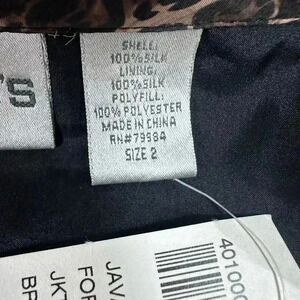 SHELL:
100%SILK
LINING:
100%SILK
POLYFILL:
100% POLYESTER
MADE IN CHINA
RN#79984
SIZE 2
'S
401000
JAV
FOR
JKT
BR